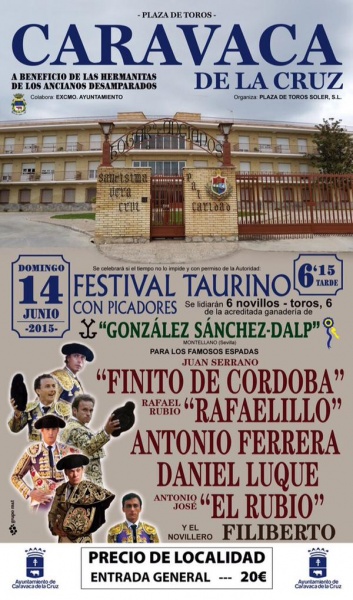 - PLAZA DE TOROS -
CARAVACA
DE LA CRUZ
A BENEFICIO DE LAS HERMANITAS
DE LOS ANCIANOS DESAMPARADOS
Colabora: EXCMO. AYUNTAMIENTO
Organiza: PLAZA DE TOROS SOLER, S.L.
SANTISIMA
VERA
CRUZ
CARIDAD
DOMINGO
14
JUNIO
-2015-
Se celebrará si el tiempo no lo impide y con permiso de la Autoridad:
FESTIVAL TAURINO
CON PICADORES
6'15
TARDE
Se lidiarán 6 novillos - toros, 6
de la acreditada ganadería de
"GONZÁLEZ SÁNCHEZ-DALP"
MONTELLANO (Sevilla)
PARA LOS FAMOSOS ESPADAS
JUAN SERRANO
"FINITO DE CORDOBA"
RAFAEL RUBIO "RAFAELILLO"
ANTONIO FERRERA
DANIEL LUQUE
ANTONIO JOSÉ "EL RUBIO"
Y EL NOVILLERO FILIBERTO
PRECIO DE LOCALIDAD
ENTRADA GENERAL --- 20€
Ayuntamiento de
Caravaca de la Cruz
Ayuntamiento de
Caravaca de la Cruz